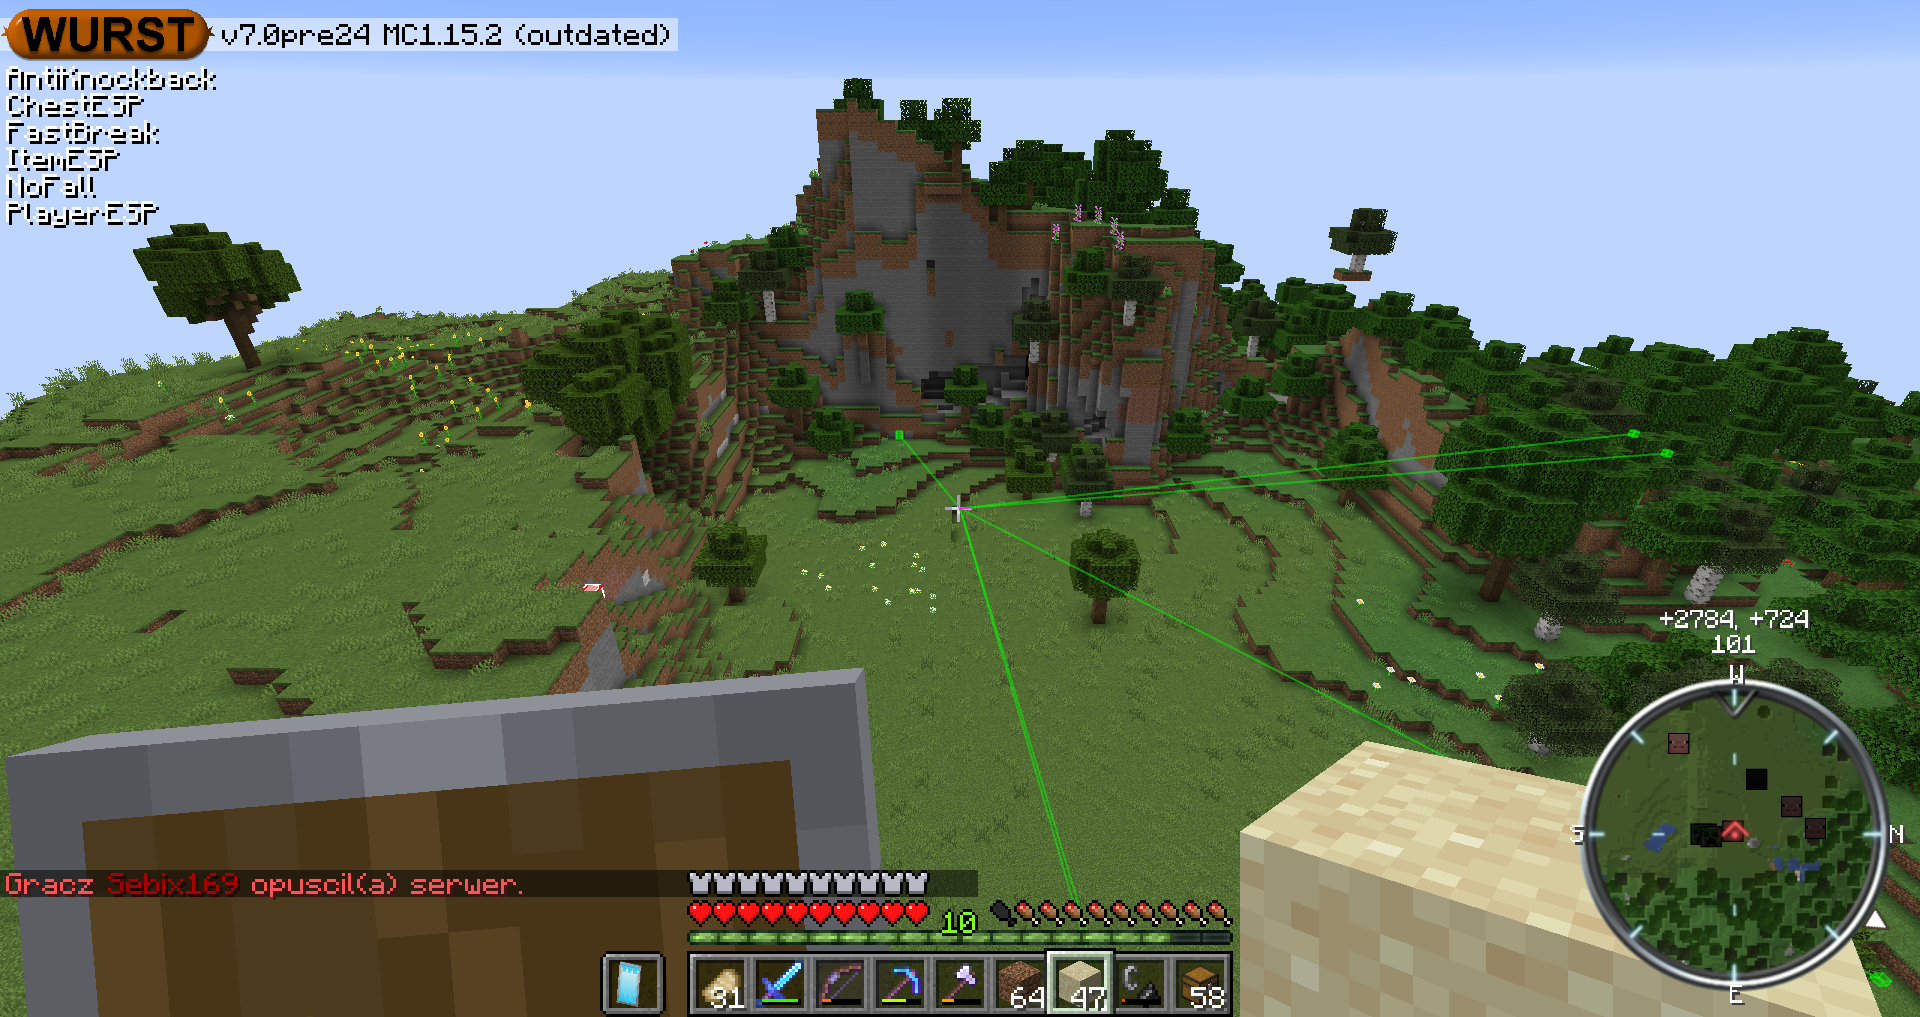 WURST v7.0pre24 MC1.15.2 (outdated)
AntiKnockback
ChestESP
FastBreak
ItemESP
NoFall
PlayerESP
+2784, +724
101
W
S
N
E
Gracz Sebix169 opuscil(a) serwer.
10
31
64
47
58